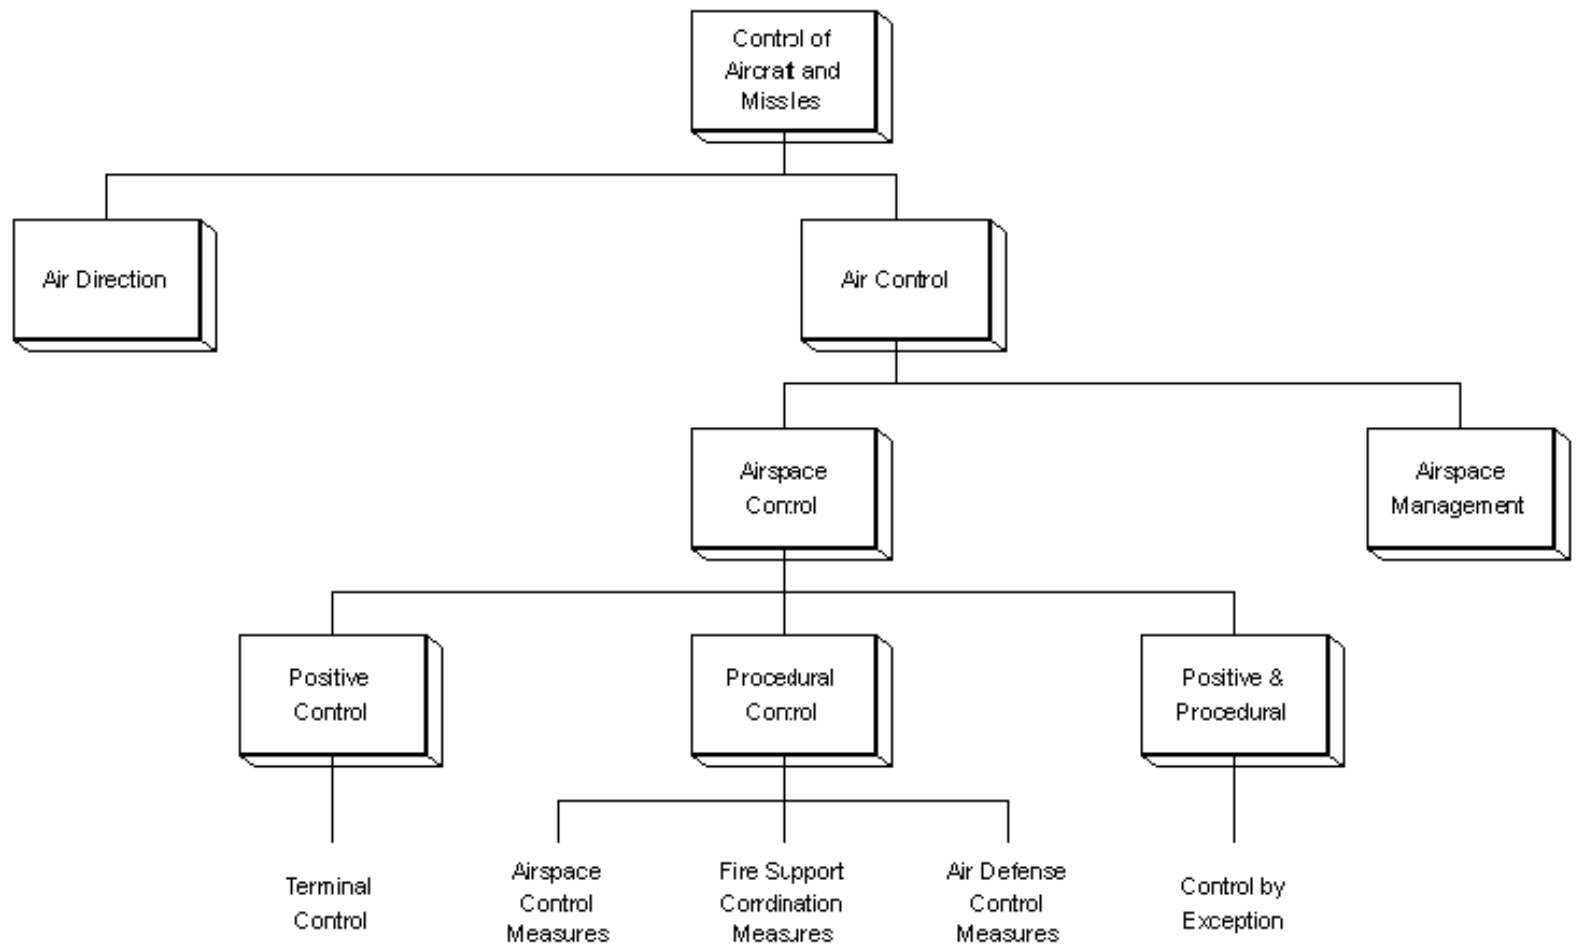 Control of
Aircraft and
Missles
Air Direction
Air Control
Airspace
Control
Airspace
Management
Positive
Control
Procedural
Control
Positive &
Procedural
Terminal
Control
Airspace
Control
Measures
Fire Support
Corrdination
Measures
Air Defense
Control
Measures
Control by
Exception